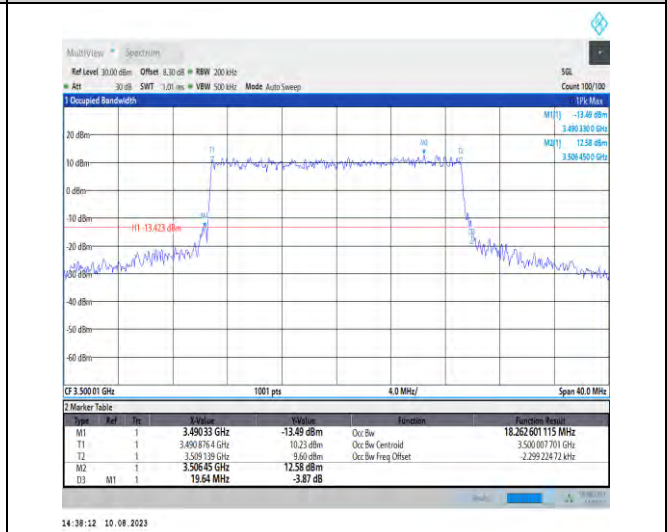 MultiView Spectrum
Ref Level 30.00 dBm Offset 8.30 dB RBW 200 kHz SGL
Att 30 dB SWT 1.01 ms VBW 500 kHz Mode Auto Sweep Count 100/100
1 Occupied Bandwidth 1Pk Max
M1[1] -13.49 dBm
3.490 330 0 GHz
20 dBm
M2[1] 12.58 dBm
3.506 450 0 GHz
T1 M2 T2
10 dBm
0 dBm
-10 dBm
M1
H1 -13.423 dBm
-20 dBm
-30 dBm
-40 dBm
-50 dBm
-60 dBm
CF 3.500 01 GHz 1001 pts 4.0 MHz/ Span 40.0 MHz
2 Marker Table
Type Ref Trc X-Value Y-Value Function Function Result
M1 1 3.490 33 GHz -13.49 dBm Occ Bw 18.262 601 115 MHz
T1 1 3.490 876 4 GHz 10.23 dBm Occ Bw Centroid 3.500 007 701 GHz
T2 1 3.509 139 GHz 9.60 dBm Occ Bw Freq Offset -2.299 224 72 kHz
M2 1 3.506 45 GHz 12.58 dBm
D3 M1 1 19.64 MHz -3.87 dB
14:38:12 10.08.2023